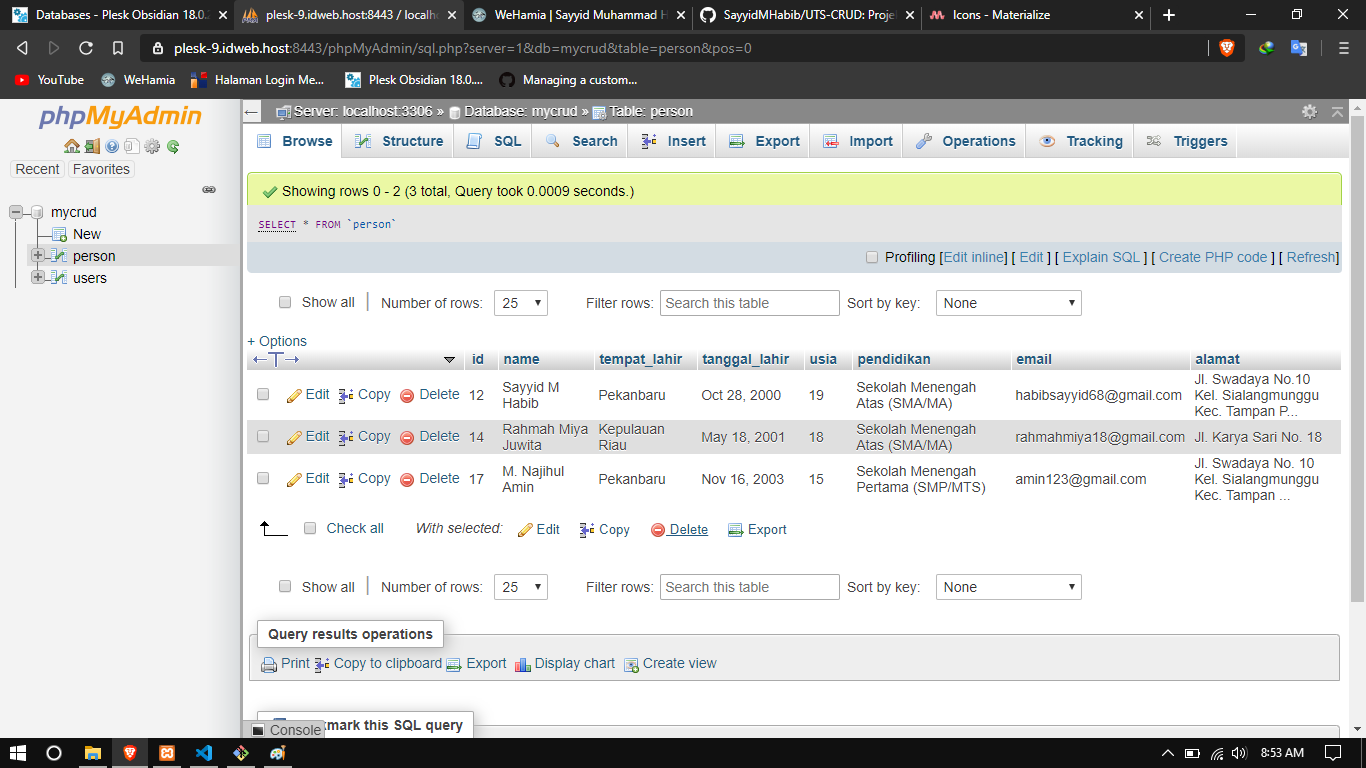 Databases - Plesk Obsidian 18.0.
plesk-9.idweb.host:8443 / localh
WeHamia | Sayyid Muhammad H
SayyidMHabib/UTS-CRUD: Proje
Icons - Materialize
plesk-9.idweb.host:8443/phpMyAdmin/sql.php?server=1&db=mycrud&table=person&pos=0
YouTube
WeHamia
Halaman Login Me...
Plesk Obsidian 18.0....
Managing a custom...
phpMyAdmin
Recent
Favorites
mycrud
New
person
users
Server: localhost:3306 » Database: mycrud » Table: person
Browse
Structure
SQL
Search
Insert
Export
Import
Operations
Tracking
Triggers
Showing rows 0 - 2 (3 total, Query took 0.0009 seconds.)
SELECT * FROM `person`
Profiling [Edit inline] [ Edit ] [ Explain SQL ] [ Create PHP code ] [ Refresh]
Show all | Number of rows: 25 Filter rows: Search this table Sort by key: None
+ Options
←T→ id name tempat_lahir tanggal_lahir usia pendidikan email alamat
Edit Copy Delete 12 Sayyid M Habib Pekanbaru Oct 28, 2000 19 Sekolah Menengah Atas (SMA/MA) habibsayyid68@gmail.com Jl. Swadaya No.10 Kel. Sialangmunggu Kec. Tampan P...
Edit Copy Delete 14 Rahmah Miya Juwita Kepulauan Riau May 18, 2001 18 Sekolah Menengah Atas (SMA/MA) rahmahmiya18@gmail.com Jl. Karya Sari No. 18
Edit Copy Delete 17 M. Najihul Amin Pekanbaru Nov 16, 2003 15 Sekolah Menengah Pertama (SMP/MTS) amin123@gmail.com Jl. Swadaya No. 10 Kel. Sialangmunggu Kec. Tampan ...
Check all With selected: Edit Copy Delete Export
Show all | Number of rows: 25 Filter rows: Search this table Sort by key: None
Query results operations
Print Copy to clipboard Export Display chart Create view
kmark this SQL query
Console
8:53 AM